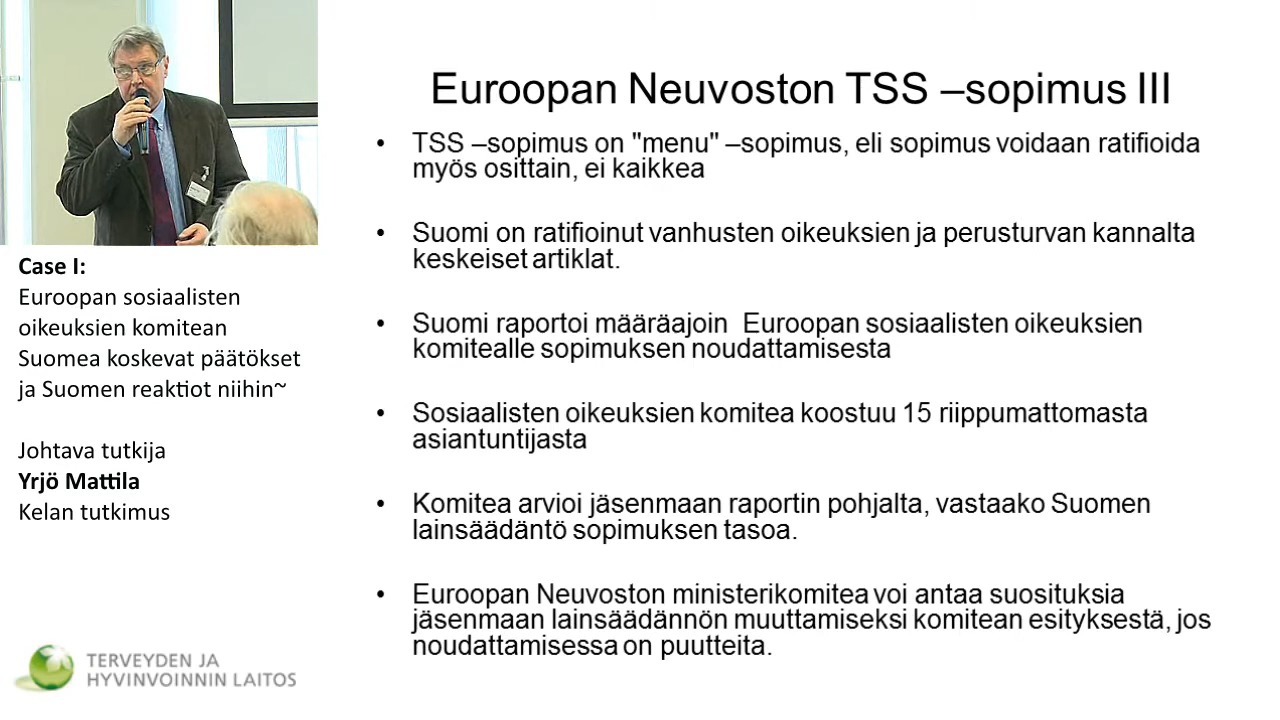 Euroopan Neuvoston TSS –sopimus III
• TSS –sopimus on "menu" –sopimus, eli sopimus voidaan ratifioida
myös osittain, ei kaikkea
• Suomi on ratifioinut vanhusten oikeuksien ja perusturvan kannalta
keskeiset artiklat.
• Suomi raportoi määräajoin Euroopan sosiaalisten oikeuksien
komitealle sopimuksen noudattamisesta
• Sosiaalisten oikeuksien komitea koostuu 15 riippumattomasta
asiantuntijasta
• Komitea arvioi jäsenmaan raportin pohjalta, vastaako Suomen
lainsäädäntö sopimuksen tasoa.
• Euroopan Neuvoston ministerikomitea voi antaa suosituksia
jäsenmaan lainsäädännön muuttamiseksi komitean esityksestä, jos
noudattamisessa on puutteita.
Case I:
Euroopan sosiaalisten
oikeuksien komitean
Suomea koskevat päätökset
ja Suomen reaktiot niihin~
Johtava tutkija
Yrjö Mattila
Kelan tutkimus
TERVEYDEN JA
HYVINVOINNIN LAITOS